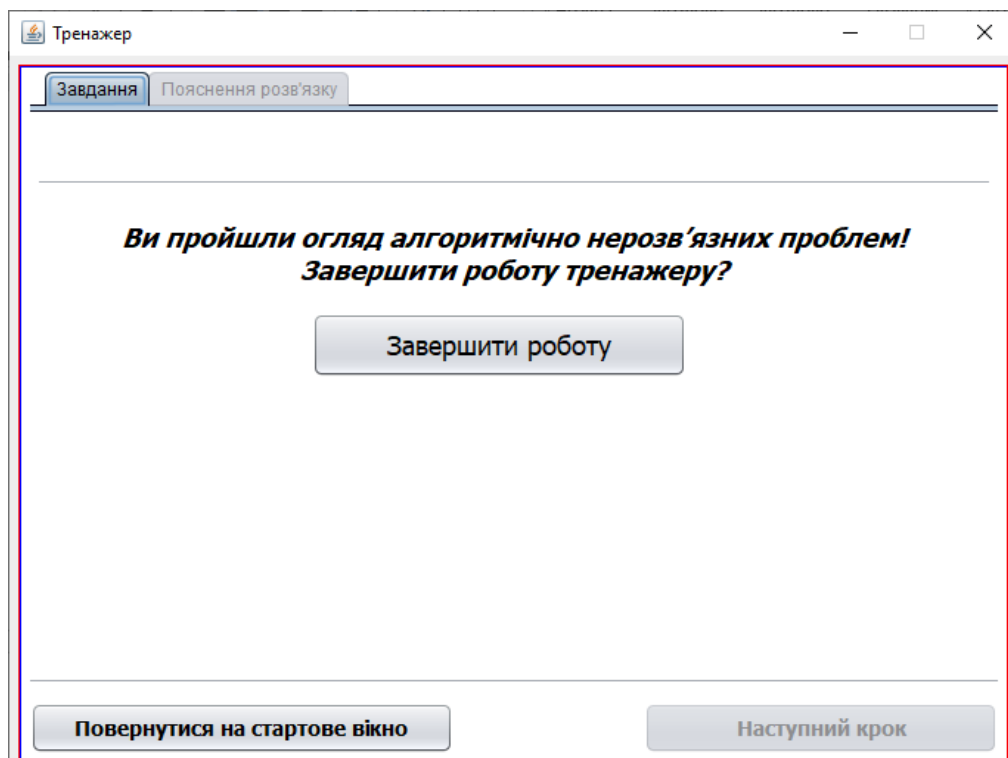 Тренажер
Завдання Пояснення розв'язку
Ви пройшли огляд алгоритмічно нерозв’язних проблем!
Завершити роботу тренажеру?
Завершити роботу
Повернутися на стартове вікно Наступний крок